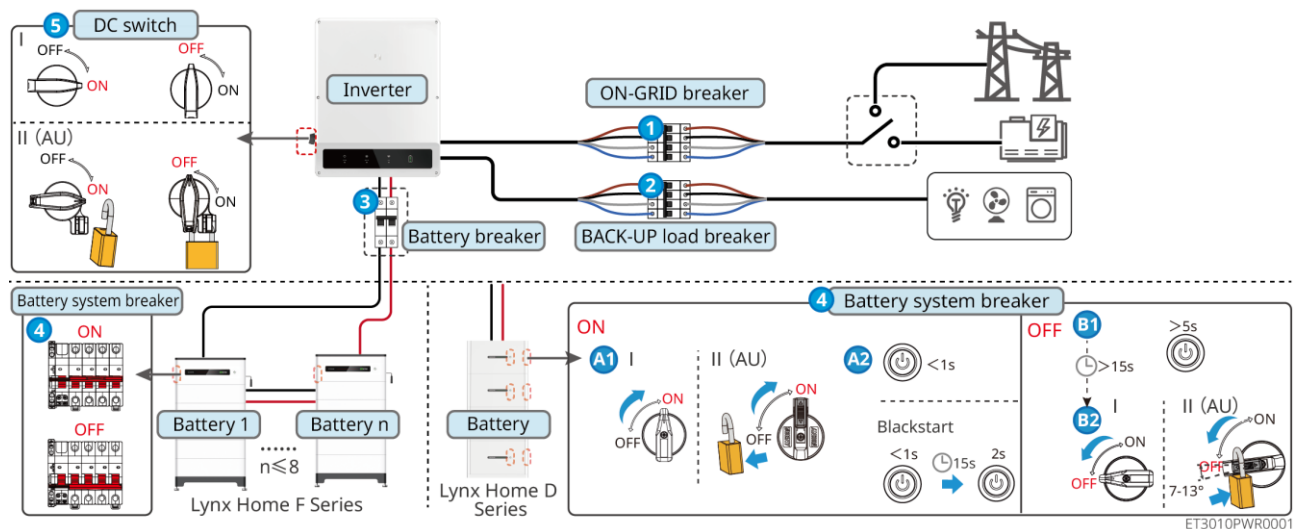 5 DC switch
I
OFF
ON
OFF
ON
II (AU)
OFF
ON
OFF
ON
Inverter
ON-GRID breaker
1
2
BACK-UP load breaker
3
Battery breaker
Battery system breaker
4
ON
OFF
Battery 1
Battery n
n≤8
Lynx Home F Series
Battery
Lynx Home D
Series
4 Battery system breaker
ON
A1 I
ON
OFF
II (AU)
ON
OFF
A2
<1s
Blackstart
<1s
15s
2s
OFF
B1
>5s
>15s
B2
I
ON
OFF
II (AU)
ON
OFF
7-13°
ET3010PWR0001